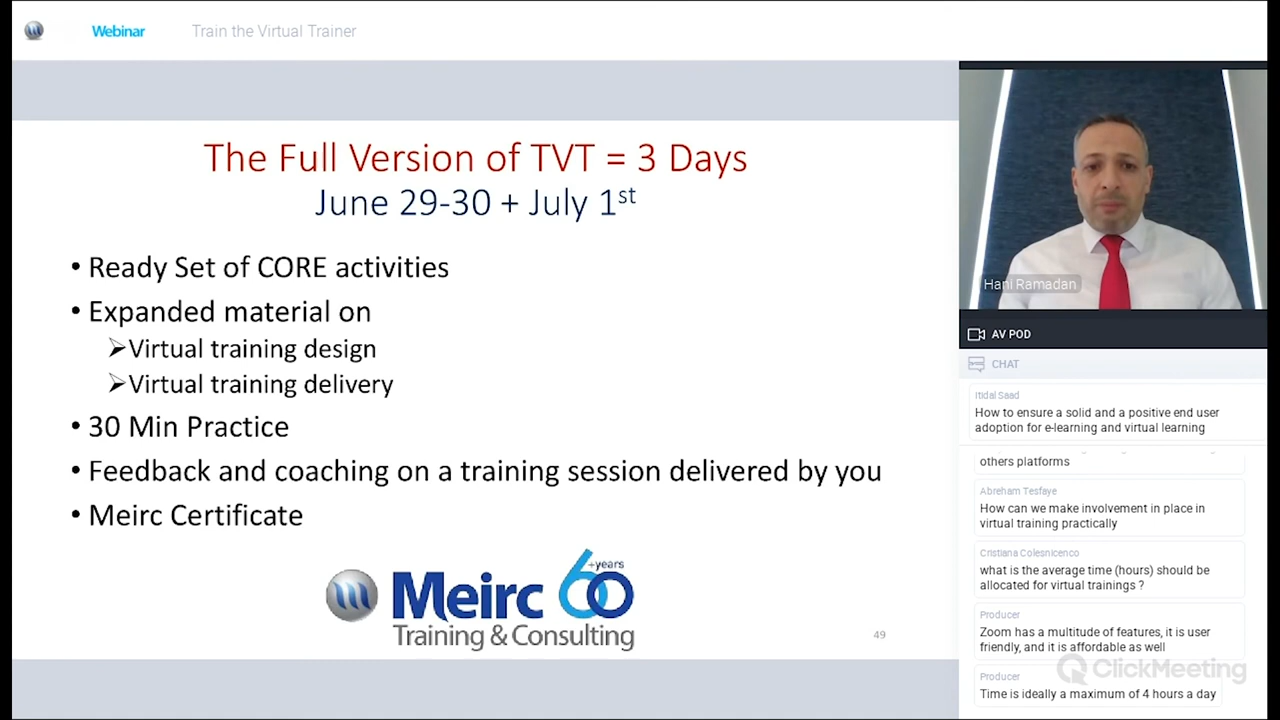 Webinar
Train the Virtual Trainer
The Full Version of TVT = 3 Days
June 29-30 + July 1st
• Ready Set of CORE activities
• Expanded material on
➢Virtual training design
➢Virtual training delivery
• 30 Min Practice
• Feedback and coaching on a training session delivered by you
• Meirc Certificate
Meirc 60
+years
Training & Consulting
49
Hani Ramadan
AV POD
CHAT
Itidal Saad
How to ensure a solid and a positive end user
adoption for e-learning and virtual learning
others platforms
Abreham Tesfaye
How can we make involvement in place in
virtual training practically
Cristiana Colesnicenco
what is the average time (hours) should be
allocated for virtual trainings ?
Producer
Zoom has a multitude of features, it is user
friendly, and it is affordable as well
ClickMeeting
Producer
Time is ideally a maximum of 4 hours a day